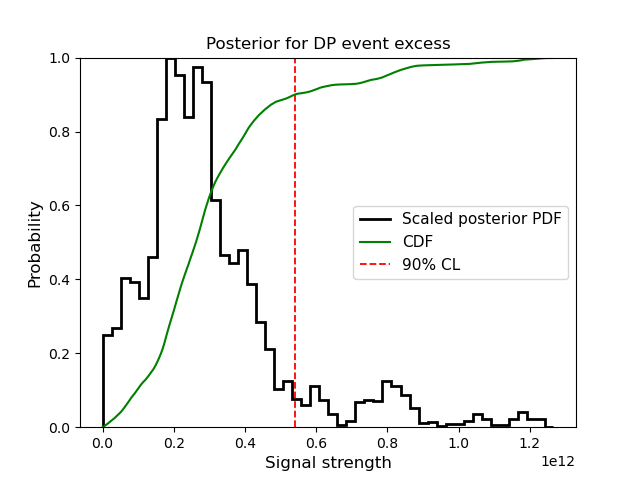 Posterior for DP event excess
Probability
1.0
0.8
0.6
0.4
0.2
0.0
Scaled posterior PDF
CDF
90% CL
0.0 0.2 0.4 0.6 0.8 1.0 1.2
1e12
Signal strength